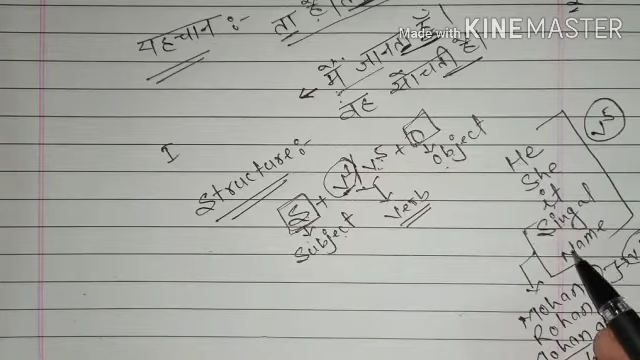 Made with KINEMASTER
पहचान :-
ता है
मैं जानता हूँ।
वह सोचती है।
I
Structure:-
S + V¹/V⁵ + O
Subject
Verb
Object
V⁵
He
She
it
Singal
Name
Mohan
Rohan